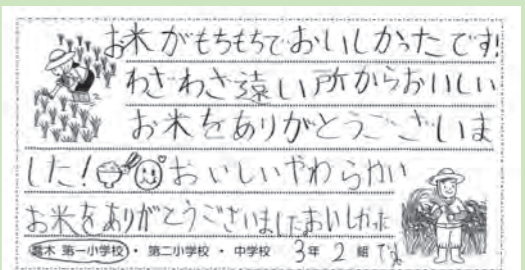 お米がもちもちでおいしかったです!
わざわざ遠い所からおいしい
お米をありがとうございま
した!おいしいやわらかい
お米をありがとうございましたおいしかった
第一小学校・第二小学校・中学校 3年 2組 です